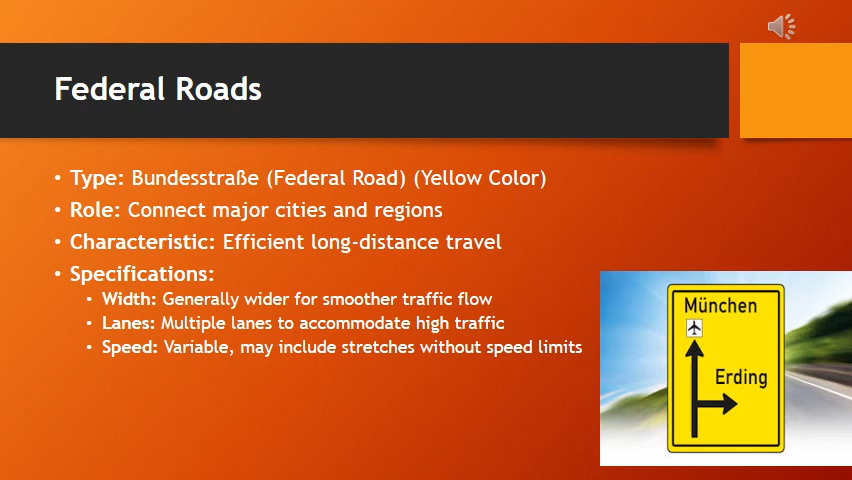 Federal Roads
• Type: Bundesstraße (Federal Road) (Yellow Color)
• Role: Connect major cities and regions
• Characteristic: Efficient long-distance travel
• Specifications:
• Width: Generally wider for smoother traffic flow
• Lanes: Multiple lanes to accommodate high traffic
• Speed: Variable, may include stretches without speed limits
München
Erding